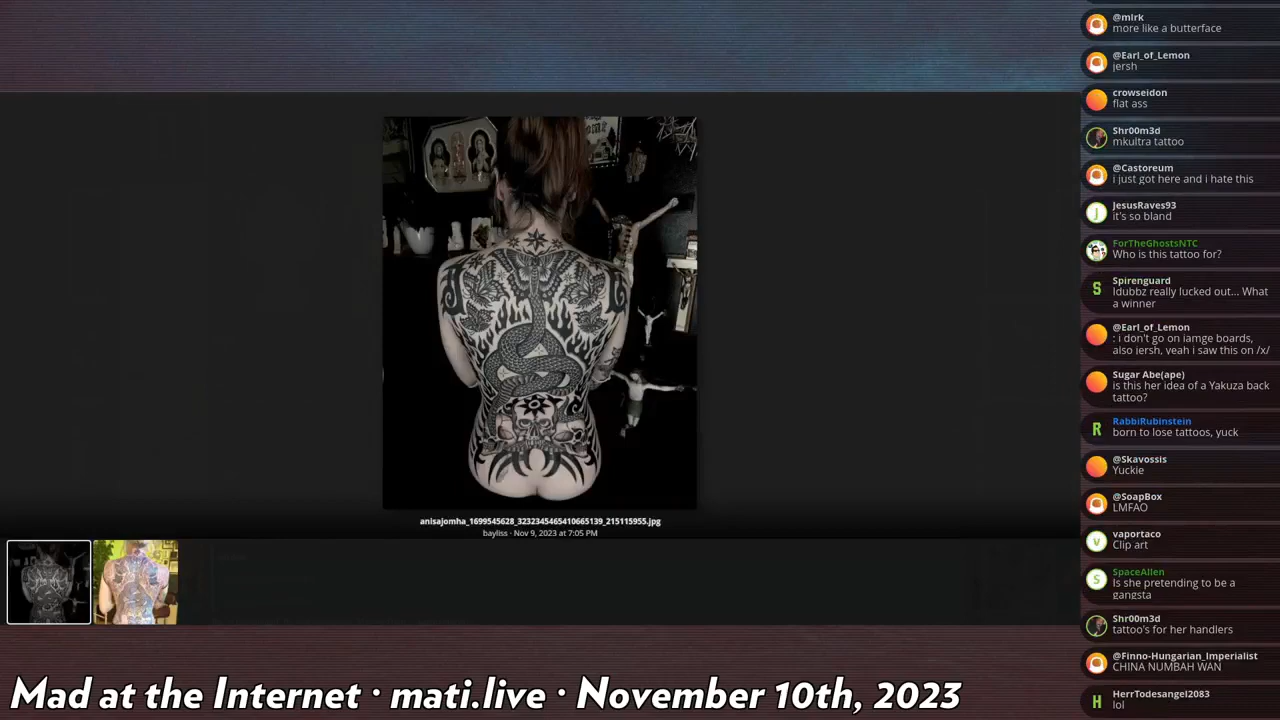 @mlrk
more like a butterface
@Earl_of_Lemon
jersh
crowseidon
flat ass
Shr00m3d
mkultra tattoo
@Castoreum
i just got here and i hate this
JesusRaves93
it's so bland
ForTheGhostsNTC
Who is this tattoo for?
Spirenguard
Idubbz really lucked out... What
a winner
@Earl_of_Lemon
: i don't go on iamge boards,
also jersh, yeah i saw this on /x/
Sugar Abe(ape)
is this her idea of a Yakuza back
tattoo?
RabbiRubinstein
born to lose tattoos, yuck
@Skavossis
Yuckie
@SoapBox
LMFAO
vaportaco
Clip art
SpaceAllen
Is she pretending to be a
gangsta
Shr00m3d
tattoo's for her handlers
@Finno-Hungarian_Imperialist
CHINA NUMBAH WAN
HerrTodesangel2083
lol
anisajomha_1699545628_3232345465410665139_215115955.jpg
bayliss · Nov 9, 2023 at 7:05 PM
Mad at the Internet · mati.live · November 10th, 2023